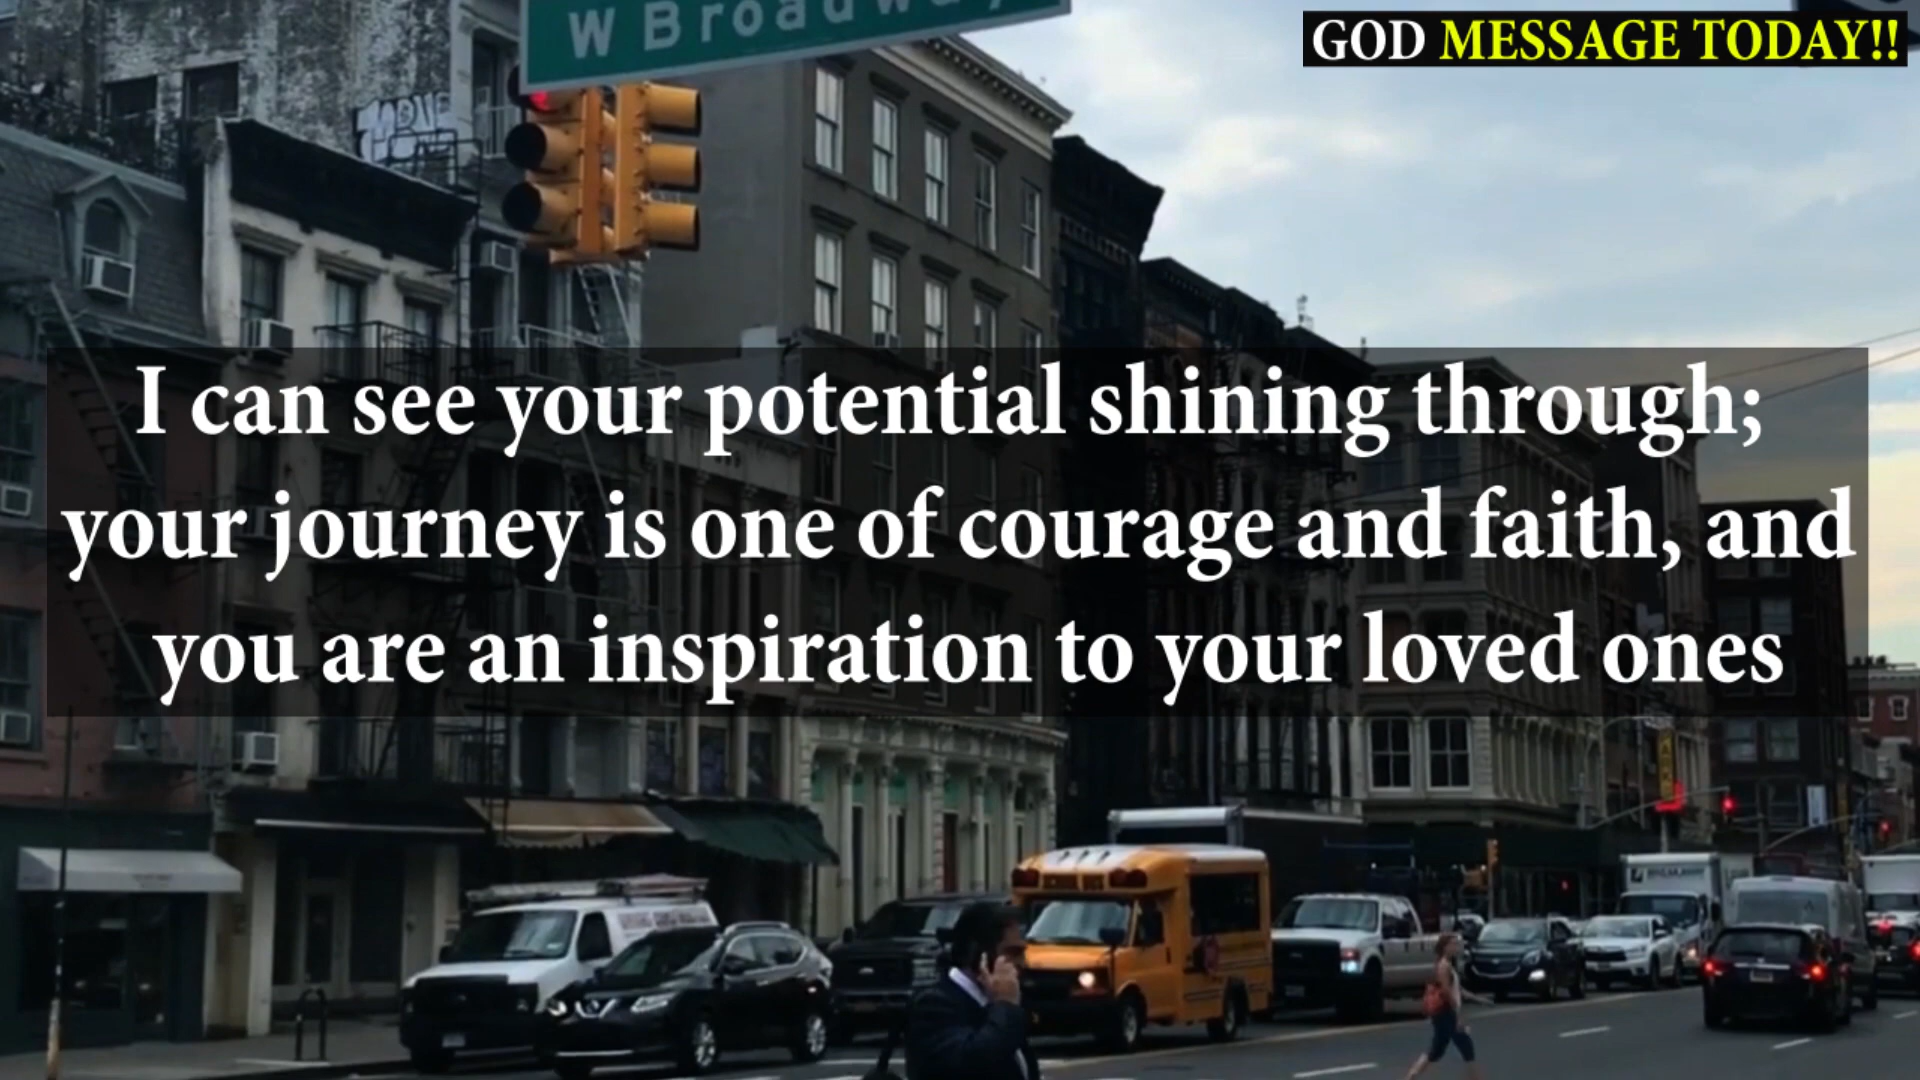 W Broadway
GOD MESSAGE TODAY!!
I can see your potential shining through;
your journey is one of courage and faith, and
you are an inspiration to your loved ones